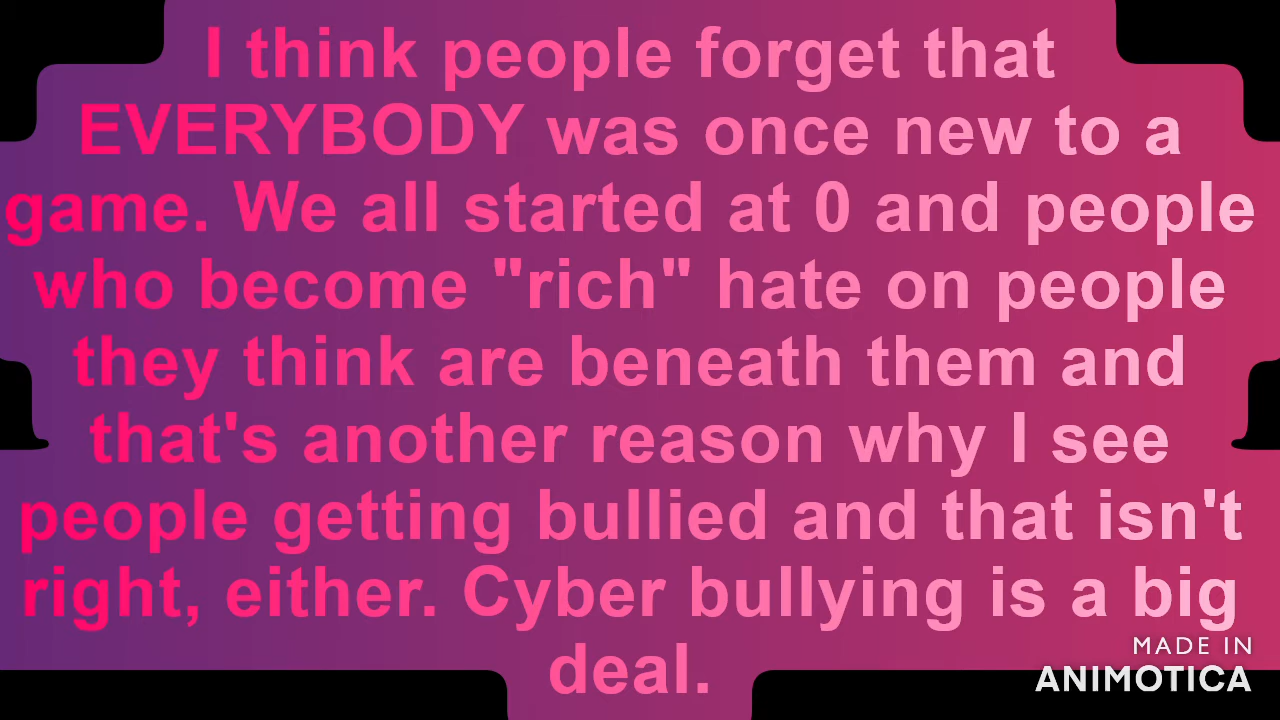 I think people forget that
EVERYBODY was once new to a
game. We all started at 0 and people
who become "rich" hate on people
they think are beneath them and
that's another reason why I see
people getting bullied and that isn't
right, either. Cyber bullying is a big
deal.
MADE IN
ANIMOTICA